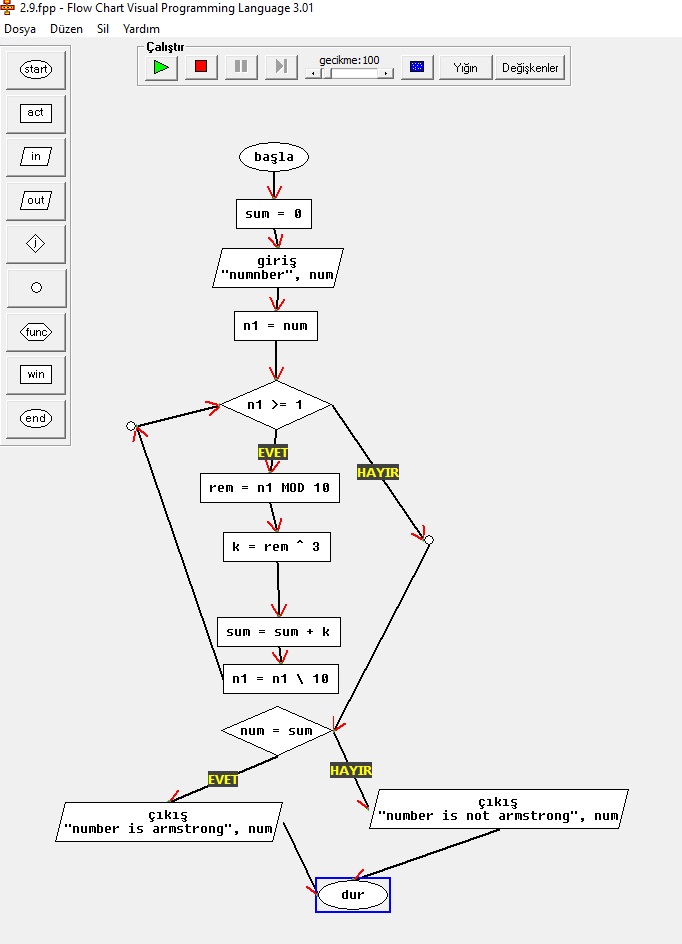 2.9.fpp - Flow Chart Visual Programming Language 3.01
Dosya Düzen Sil Yardım
Çalıştır
gecikme:100
Yığın
Değişkenler
start
act
in
out
func
win
end
başla
sum = 0
giriş
"numnber", num
n1 = num
n1 >= 1
EVET
HAYIR
rem = n1 MOD 10
k = rem ^ 3
sum = sum + k
n1 = n1 \ 10
num = sum
EVET
HAYIR
çıkış
"number is armstrong", num
çıkış
"number is not armstrong", num
dur